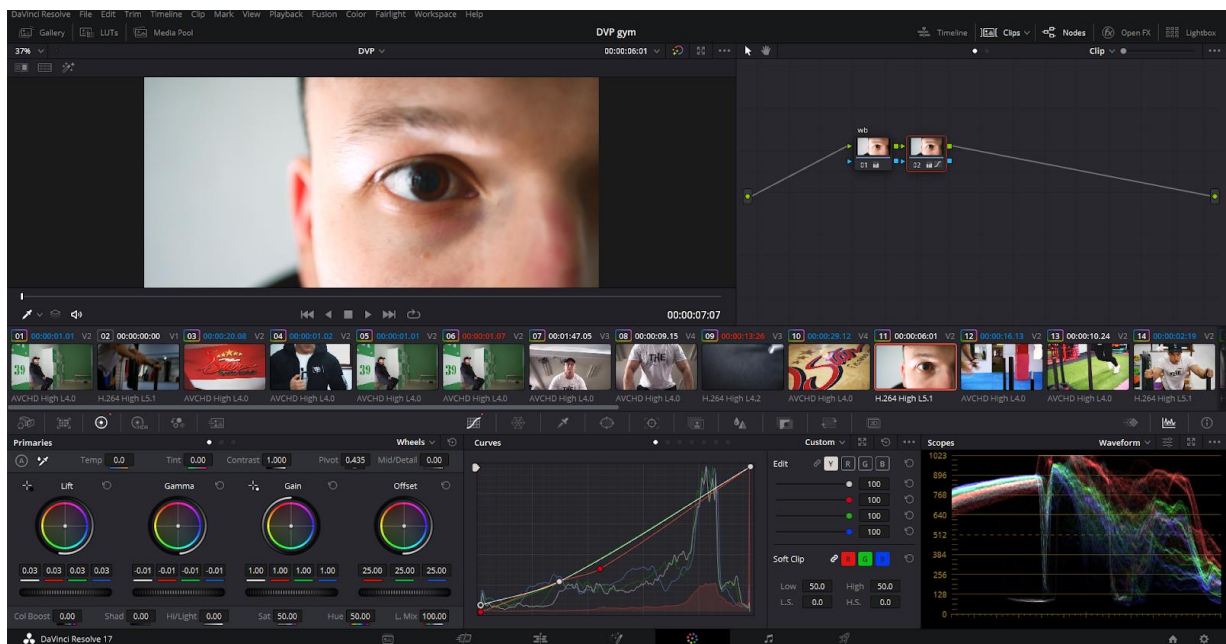 DaVinci Resolve File Edit Trim Timeline Clip Mark View Playback Fusion Color Fairlight Workspace Help
Gallery LUTs Media Pool DVP gym Timeline Clips Nodes Open FX Lightbox
37% DVP 00:00:06:01 Clip
wb
01 02
00:00:07:07
01 00:00:01.01 V2 02 00:00:00:00 V1 03 00:00:20.08 V2 04 00:00:01.02 V2 05 00:00:01.01 V2 06 00:00:01.07 V2 07 00:01:47.05 V3 08 00:00:09.15 V4 09 00:00:13:26 V2 10 00:00:29.12 V4 11 00:00:06:01 V2 12 00:00:16.13 V2 13 00:00:10.24 V2 14 00:00:02:19 V2
39 39 39 THE
AVCHD High L4.0 H.264 High L5.1 AVCHD High L4.0 AVCHD High L4.0 AVCHD High L4.0 AVCHD High L4.0 AVCHD High L4.0 AVCHD High L4.0 H.264 High L4.2 AVCHD High L4.0 H.264 High L5.1 AVCHD High L4.0 AVCHD High L4.0 AVCHD High L4.0
Primaries Wheels Curves Custom Scopes Waveform
Temp 0.0 Tint 0.00 Contrast 1.000 Pivot 0.435 Mid/Detail 0.00
Edit Y R G B
Lift Gamma Gain Offset
100
100
100
100
0.03 0.03 0.03 0.03 -0.01 -0.01 -0.01 -0.01 1.00 1.00 1.00 1.00 25.00 25.00 25.00
Soft Clip R G B
Low 50.0 High 50.0
L.S. 0.0 H.S. 0.0
Col Boost 0.00 Shad 0.00 Hi/Light 0.00 Sat 50.00 Hue 50.00 L. Mix 100.00
1023
896
768
640
512
384
256
128
0
DaVinci Resolve 17